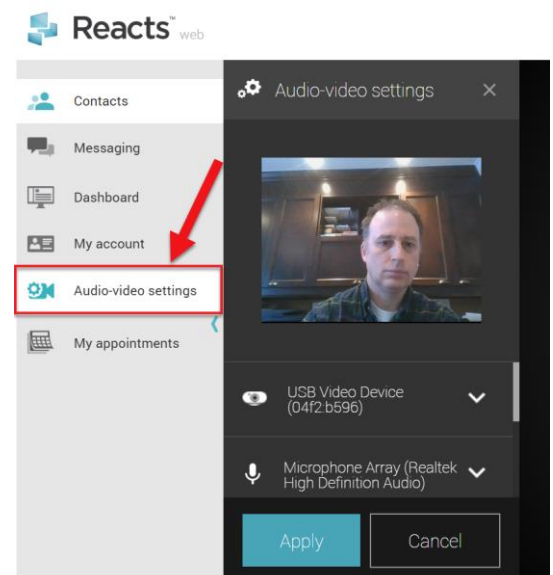 Reacts™ web
Contacts
Messaging
Dashboard
My account
Audio-video settings
My appointments
Audio-video settings
USB Video Device
(04f2:b596)
Microphone Array (Realtek
High Definition Audio)
Apply
Cancel